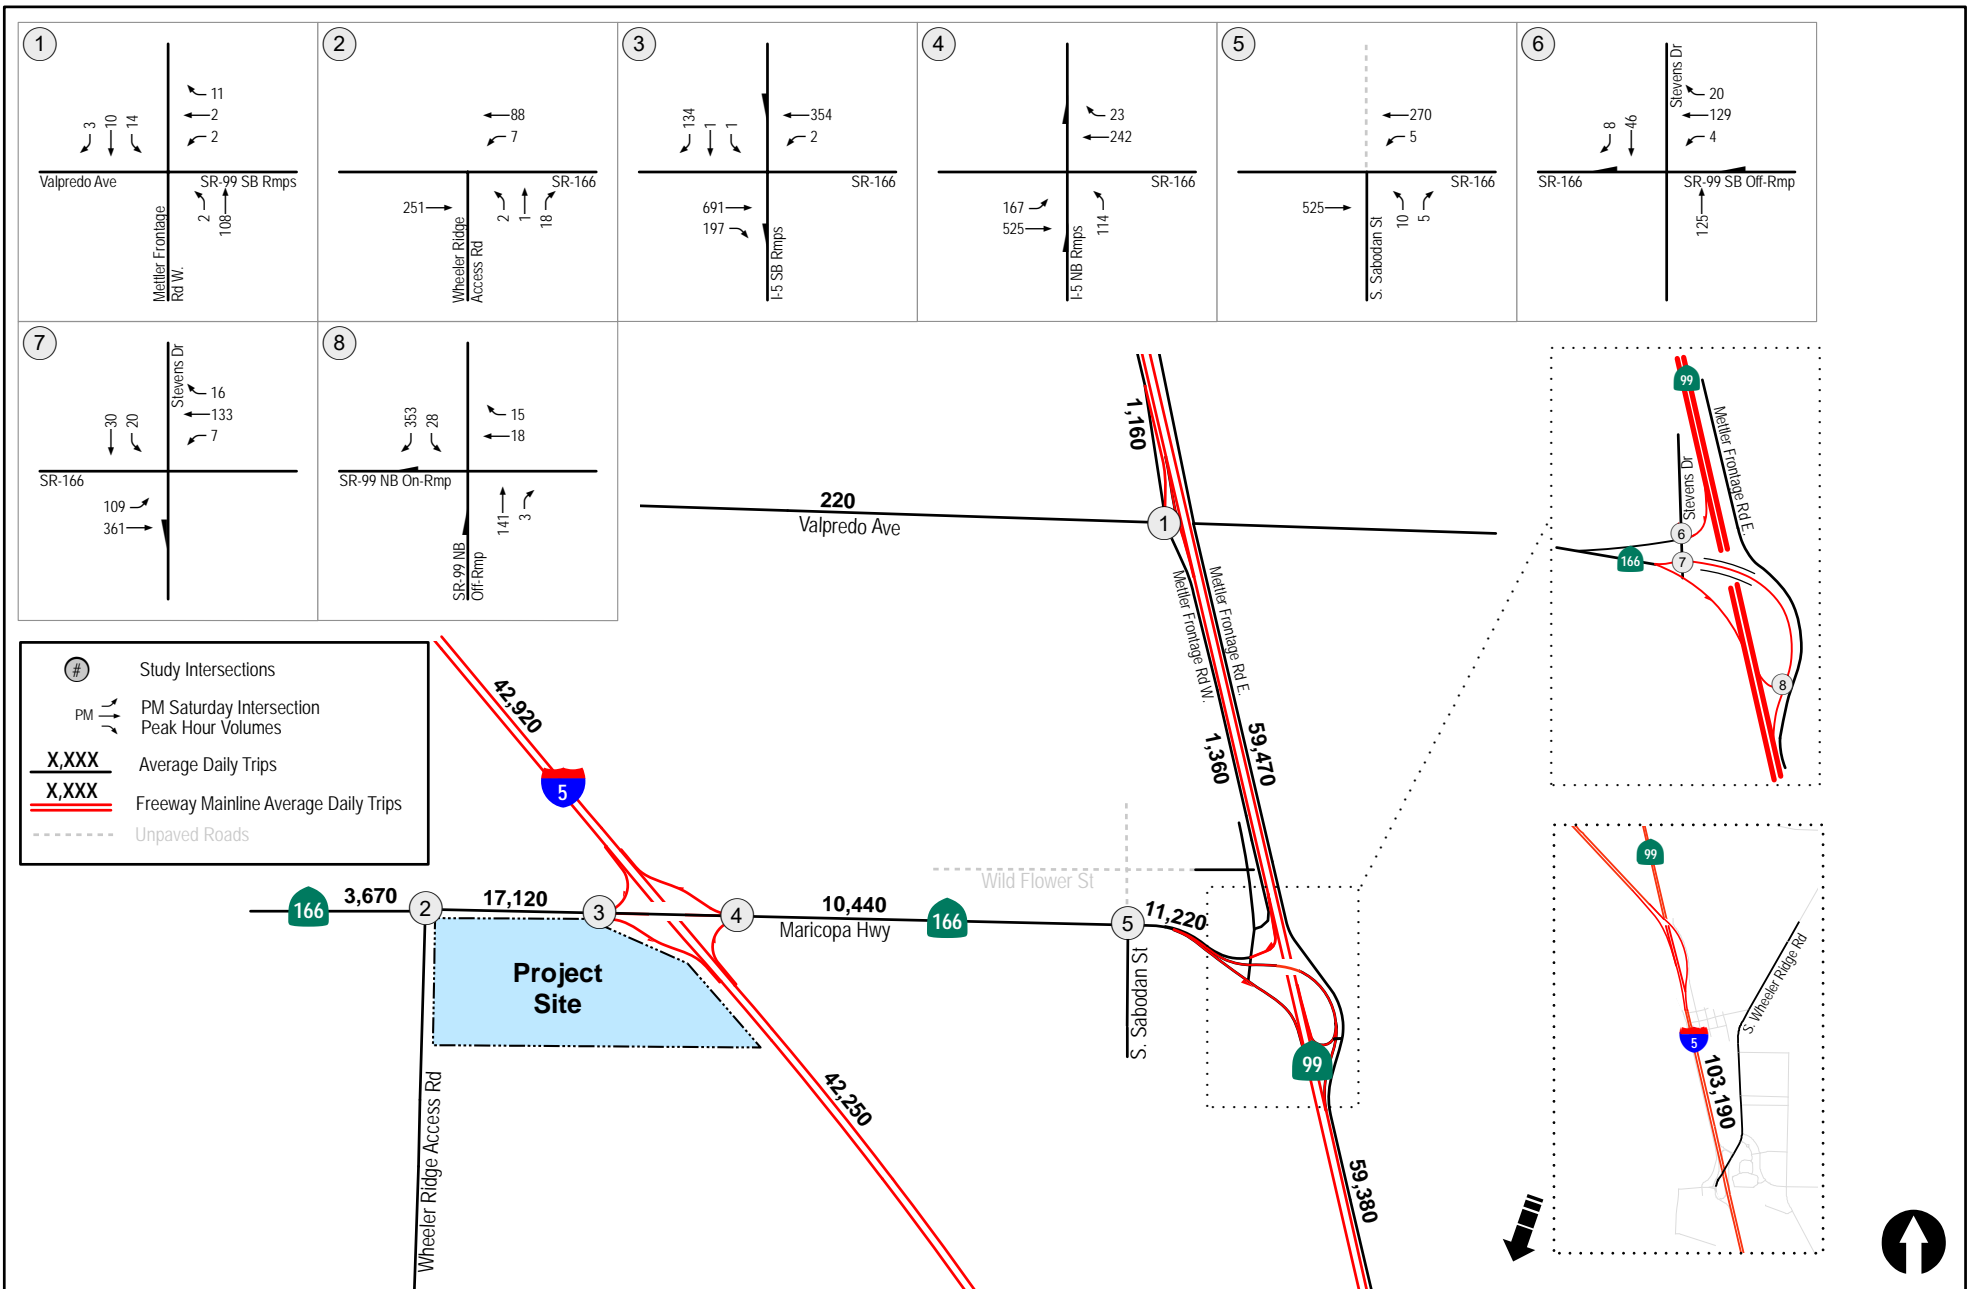 1
3
10
14
11
2
2
Valpredo Ave
SR-99 SB Rmps
2
108
Mettler Frontage
Rd W.
2
88
7
SR-166
251
2
1
18
Wheeler Ridge
Access Rd
3
134
1
1
354
2
SR-166
691
197
I-5 SB Rmps
4
23
242
SR-166
167
525
114
I-5 NB Rmps
5
270
5
SR-166
525
10
5
S. Sabodan St
6
8
46
Stevens Dr
20
129
4
SR-166
SR-99 SB Off-Rmp
125
7
30
20
Stevens Dr
16
133
7
SR-166
109
361
8
353
28
15
18
SR-99 NB On-Rmp
141
3
SR-99 NB
Off-Rmp
# Study Intersections
PM PM Saturday Intersection
Peak Hour Volumes
X,XXX Average Daily Trips
X,XXX Freeway Mainline Average Daily Trips
Unpaved Roads
1,160
220
Valpredo Ave
1
Mettler Frontage Rd W.
Mettler Frontage Rd E.
1,360
59,470
42,920
5
166
3,670
2
17,120
3
4
10,440
Maricopa Hwy
166
Wild Flower St
5
11,220
S. Sabodan St
99
59,380
Project
Site
42,250
Wheeler Ridge Access Rd
99
Mettler Frontage Rd E.
Stevens Dr
6
166
7
8
99
S. Wheeler Ridge Rd
5
103,190